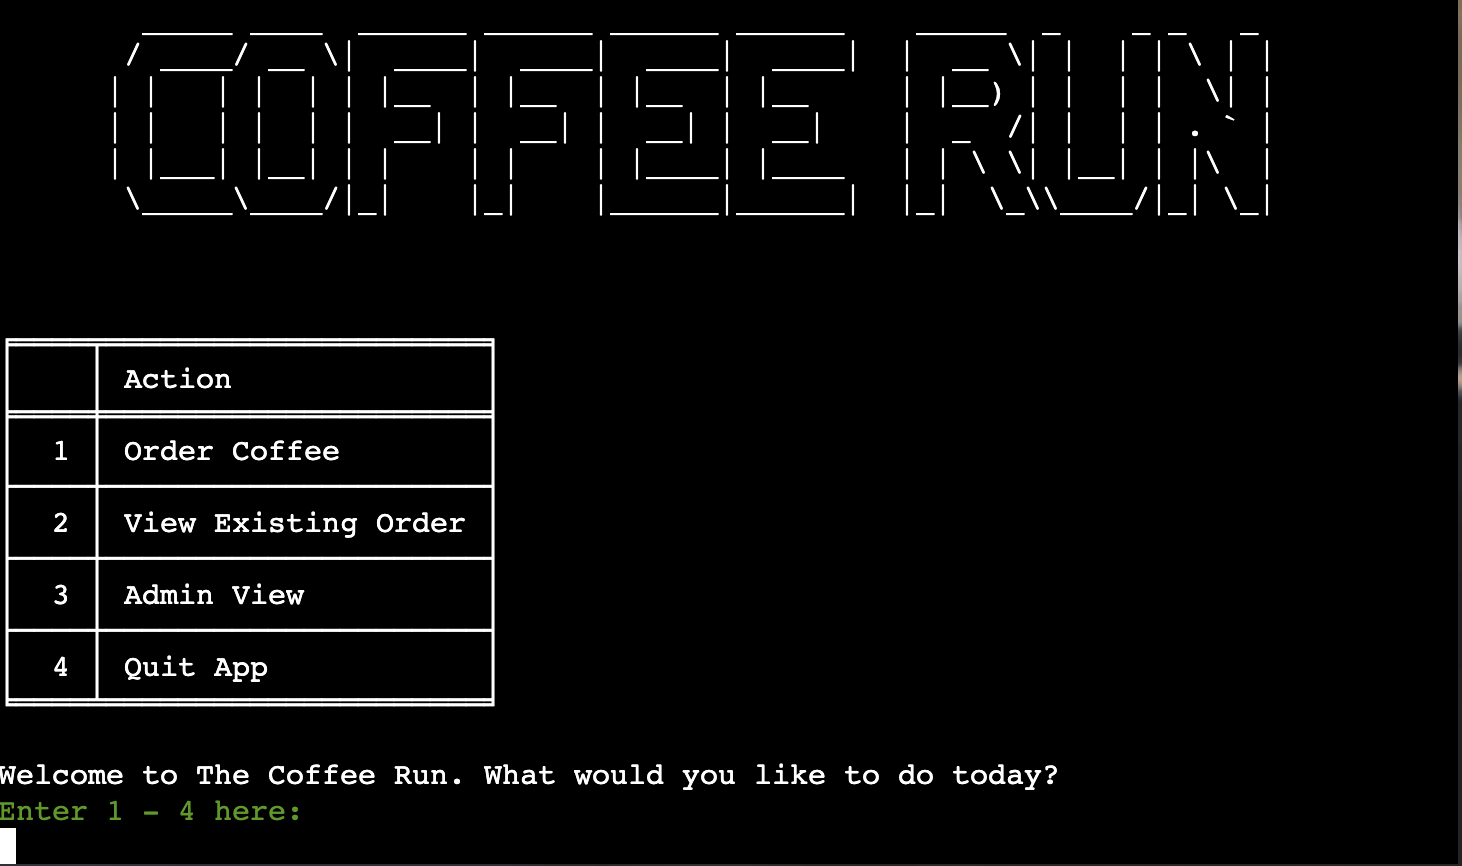 COFFEE RUN
Action
1 Order Coffee
2 View Existing Order
3 Admin View
4 Quit App
Welcome to The Coffee Run. What would you like to do today?
Enter 1 - 4 here: